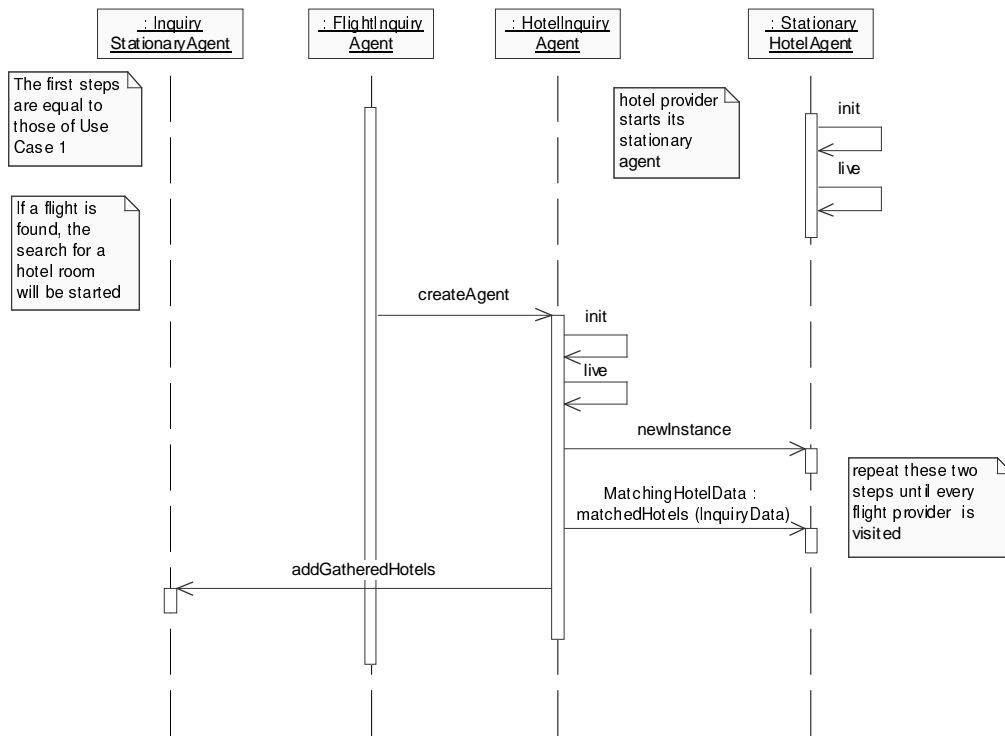 : Inquiry
StationaryAgent
: FlightInquiry
Agent
: HotelInquiry
Agent
: Stationary
HotelAgent
The first steps
are equal to
those of Use
Case 1
hotel provider
starts its
stationary
agent
init
live
If a flight is
found, the
search for a
hotel room
will be started
createAgent
init
live
newInstance
MatchingHotelData :
matchedHotels (InquiryData)
repeat these two
steps until every
flight provider is
visited
addGatheredHotels